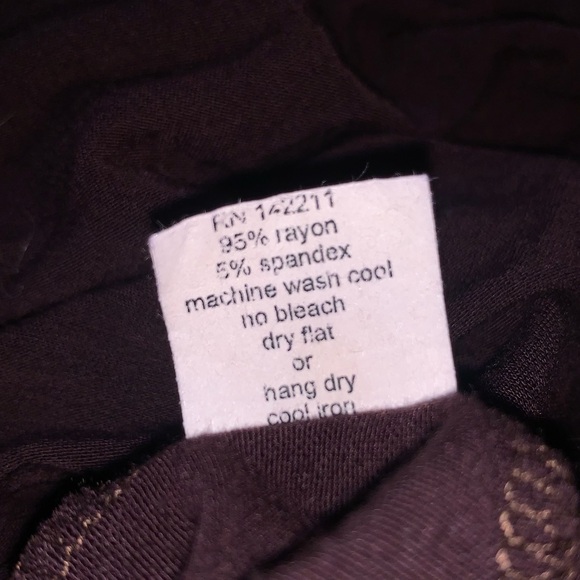 RN 142211
95% rayon
5% spandex
machine wash cool
no bleach
dry flat
or
hang dry
cool iron